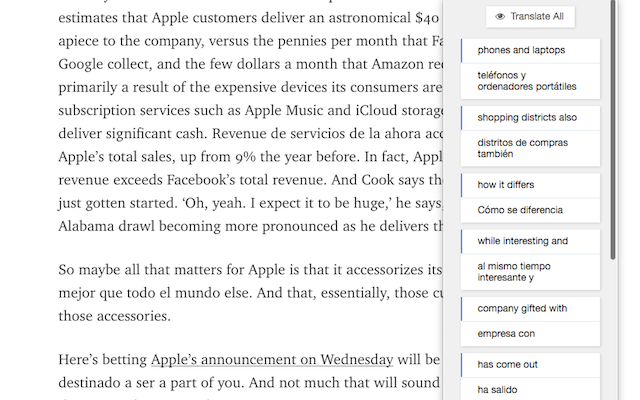 estimates that Apple customers deliver an astronomical $40
apiece to the company, versus the pennies per month that
Google collect, and the few dollars a month that Amazon
primarily a result of the expensive devices its consumers are
subscription services such as Apple Music and iCloud storage
deliver significant cash. Revenue de servicios de la ahora
Apple’s total sales, up from 9% the year before. In fact,
revenue exceeds Facebook’s total revenue. And Cook says
just gotten started. ‘Oh, yeah. I expect it to be huge,’ he says,
Alabama drawl becoming more pronounced as he delivers
So maybe all that matters for Apple is that it accessorizes its
mejor que todo el mundo else. And that, essentially, those
those accessories.
Here’s betting Apple’s announcement on Wednesday will be
destinado a ser a part of you. And not much that will sound
Translate All
phones and laptops
teléfonos y
ordenadores portátiles
shopping districts also
distritos de compras
también
how it differs
Cómo se diferencia
while interesting and
al mismo tiempo
interesante y
company gifted with
empresa con
has come out
ha salido